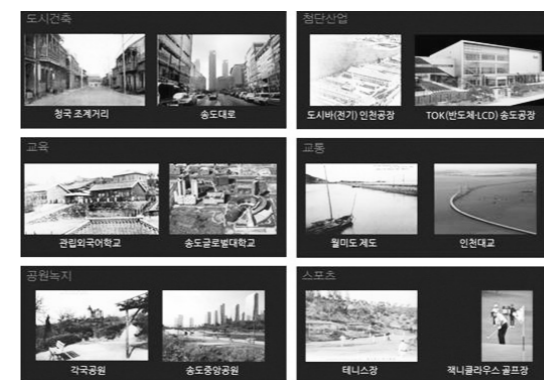 도시건축
청국 조계거리
송도대로
첨단산업
도시바(전기) 인천공장
TOK(반도체·LCD) 송도공장
교육
관립외국어학교
송도글로벌대학교
교통
월미도 제도
인천대교
공원녹지
각국공원
송도중앙공원
스포츠
테니스장
잭니클라우스 골프장